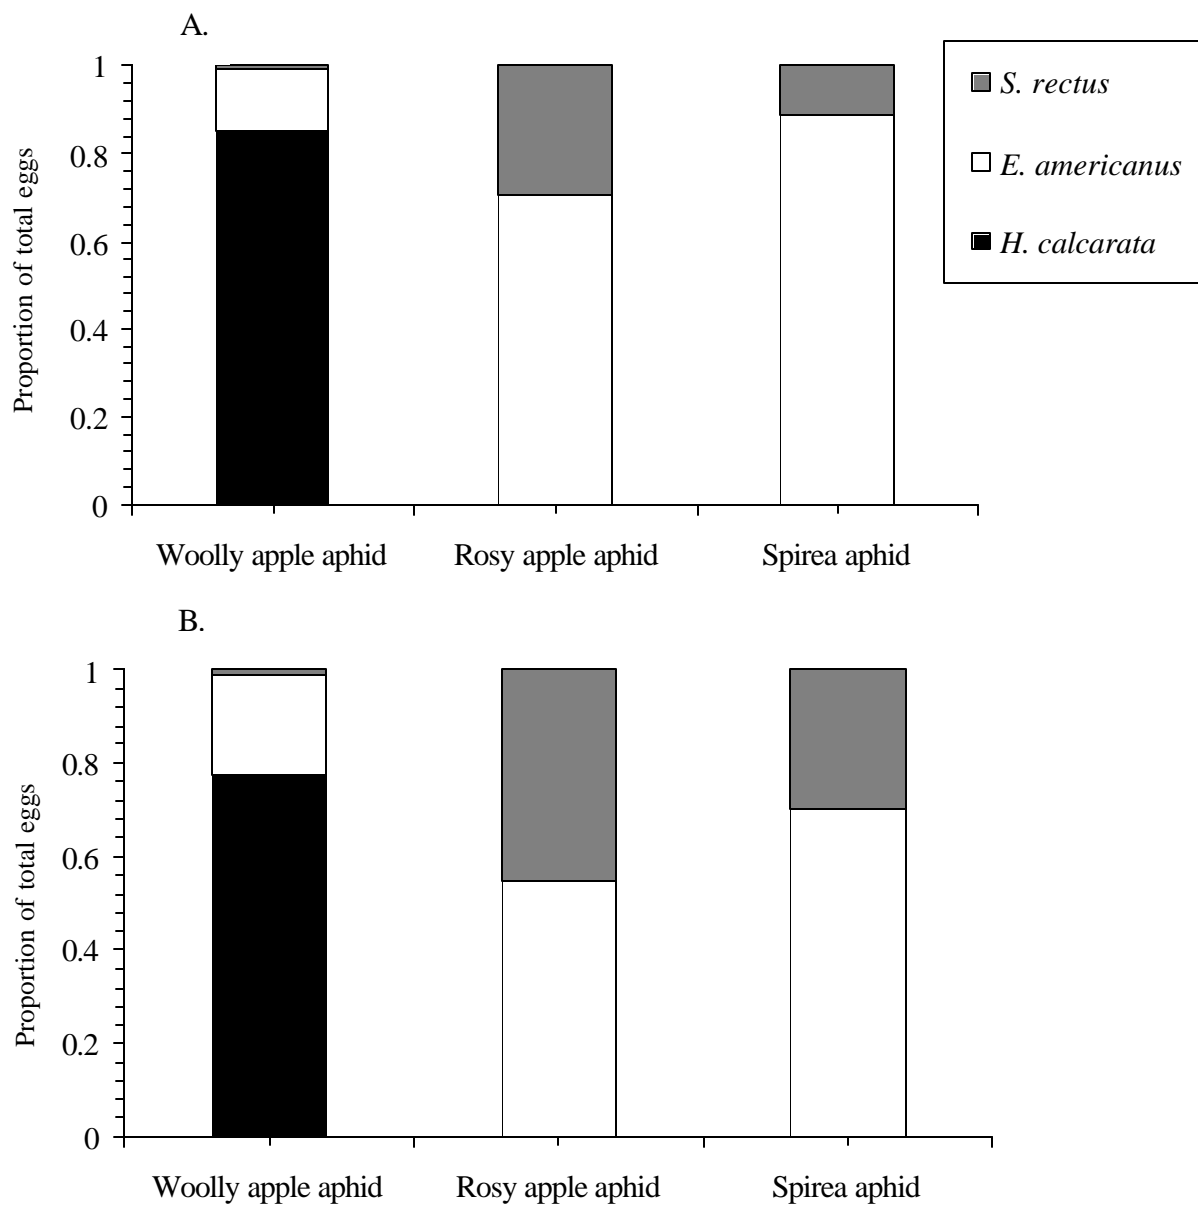 A.
Proportion of total eggs
1
0.8
0.6
0.4
0.2
0
Woolly apple aphid
Rosy apple aphid
Spirea aphid
S. rectus
E. americanus
H. calcarata
B.
Proportion of total eggs
1
0.8
0.6
0.4
0.2
0
Woolly apple aphid
Rosy apple aphid
Spirea aphid